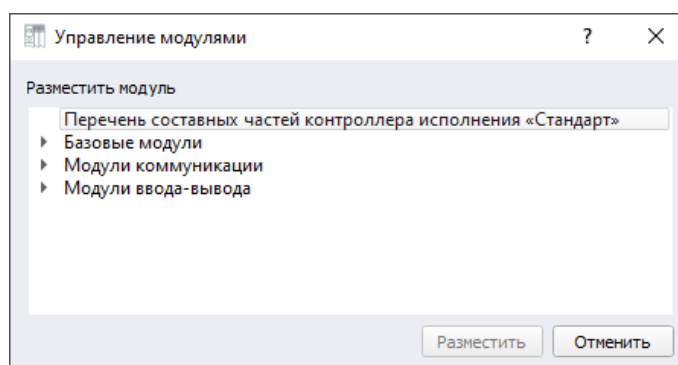 Управление модулями
?
Разместить модуль
Перечень составных частей контроллера исполнения «Стандарт»
Базовые модули
Модули коммуникации
Модули ввода-вывода
Разместить
Отменить